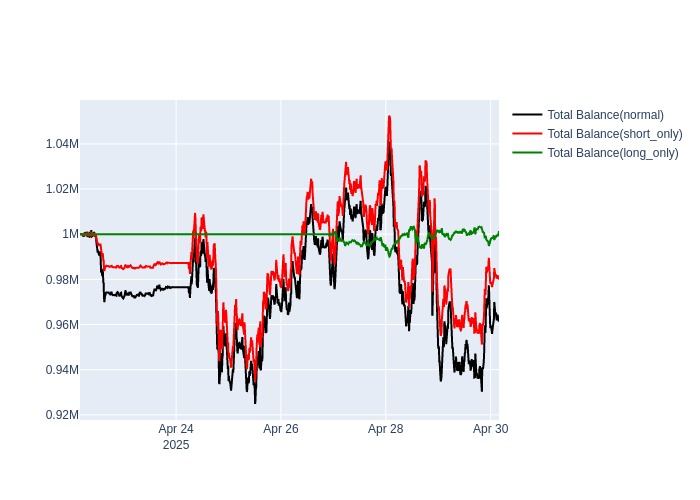 1.04M
1.02M
1M
0.98M
0.96M
0.94M
0.92M
Apr 24
2025
Apr 26
Apr 28
Apr 30
Total Balance(normal)
Total Balance(short_only)
Total Balance(long_only)